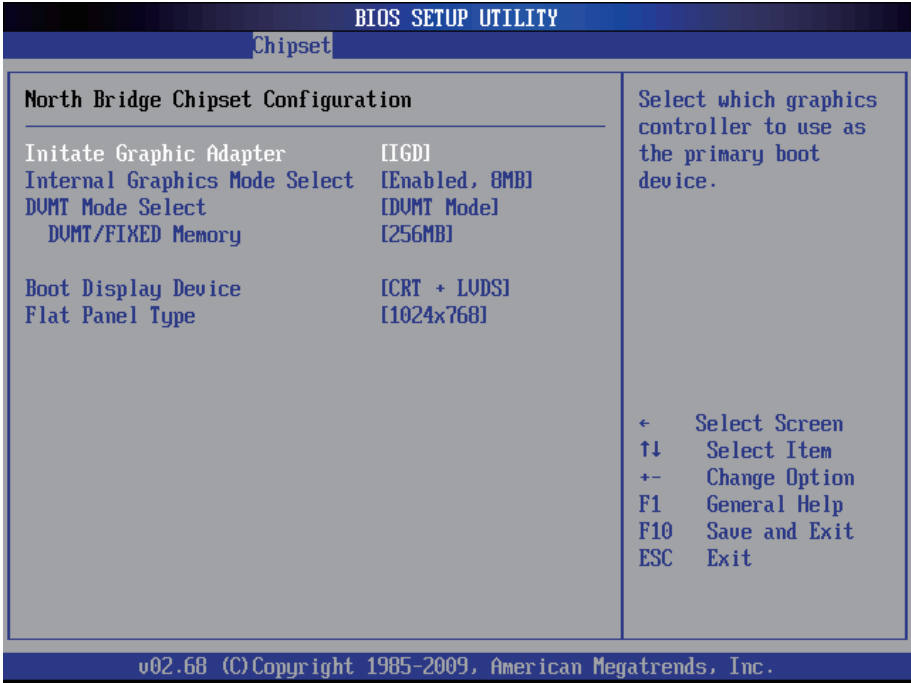 BIOS SETUP UTILITY
Chipset
North Bridge Chipset Configuration
Initate Graphic Adapter [IGD]
Internal Graphics Mode Select [Enabled, 8MB]
DVMT Mode Select [DVMT Mode]
DVMT/FIXED Memory [256MB]
Boot Display Device [CRT + LVDS]
Flat Panel Type [1024x768]
Select which graphics
controller to use as
the primary boot
device.
← Select Screen
↑↓ Select Item
+- Change Option
F1 General Help
F10 Save and Exit
ESC Exit
v02.68 (C)Copyright 1985-2009, American Megatrends, Inc.